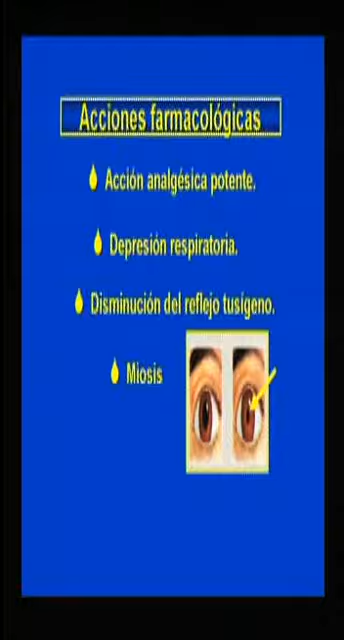 Acciones farmacológicas
Acción analgésica potente.
Depresión respiratoria.
Disminución del reflejo tusígeno.
Miosis